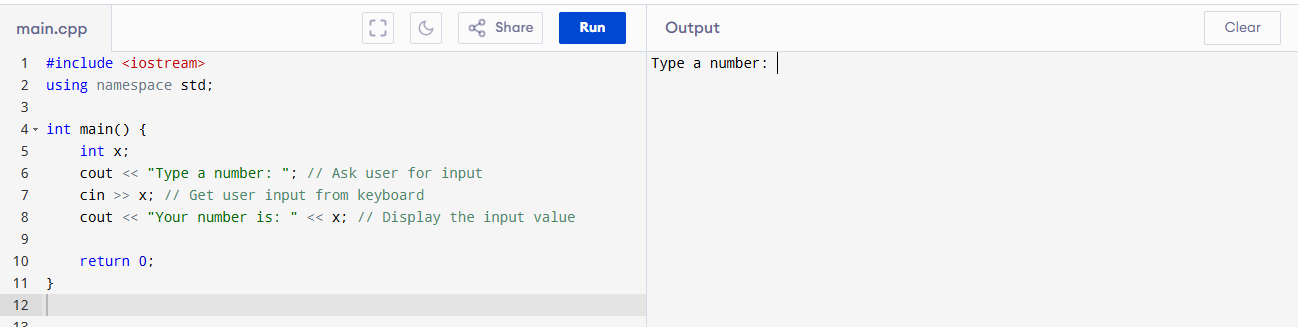 main.cpp
Share
Run
Output
Clear
1 #include <iostream>
2 using namespace std;
3
4 int main() {
5     int x;
6     cout << "Type a number: "; // Ask user for input
7     cin >> x; // Get user input from keyboard
8     cout << "Your number is: " << x; // Display the input value
9
10     return 0;
11 }
12
13
Type a number: